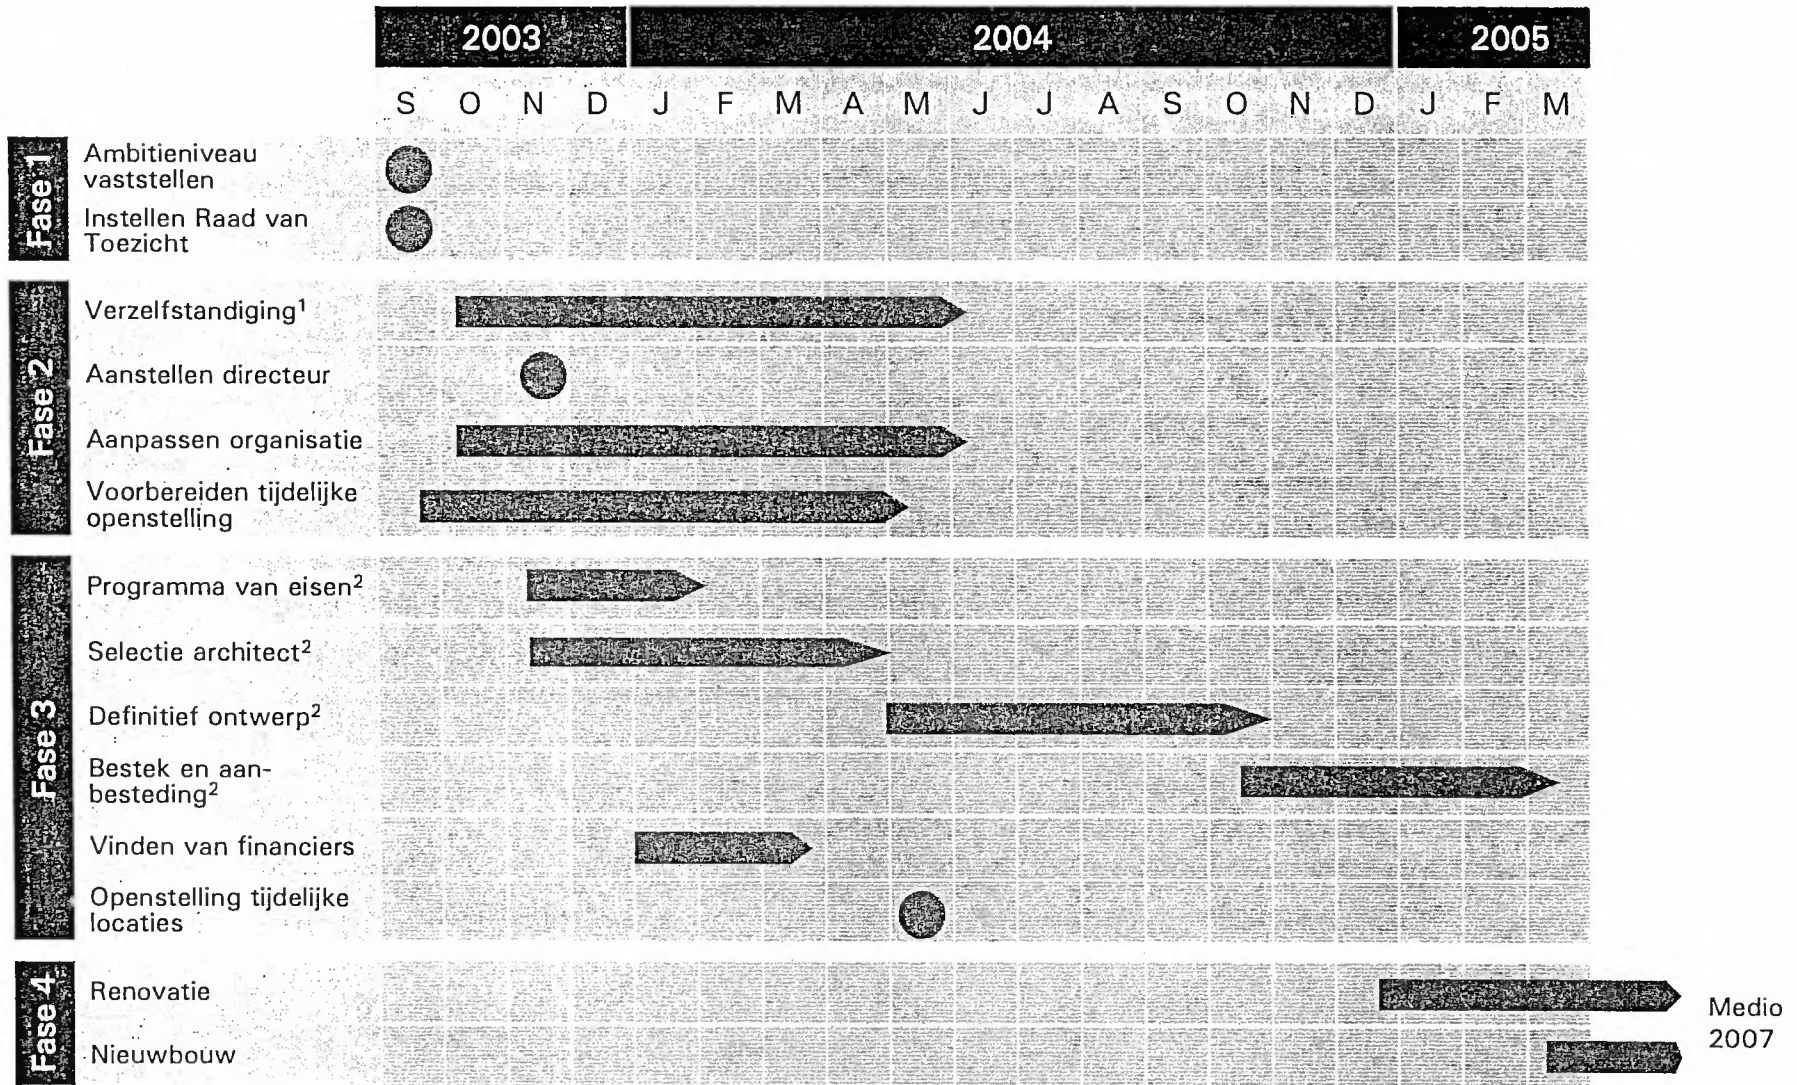 2003 2004 2005
S O N D J F M A M J J A S O N D J F M
Fase 1
Ambitieniveau
vaststellen
Instellen Raad van
Toezicht
Fase 2
Verzelfstandiging¹
Aanstellen directeur
Aanpassen organisatie
Voorbereiden tijdelijke
openstelling
Fase 3
Programma van eisen²
Selectie architect²
Definitief ontwerp²
Bestek en aan-
besteding²
Vinden van financiers
Openstelling tijdelijke
locaties
Fase 4
Renovatie
Nieuwbouw
Medio
2007